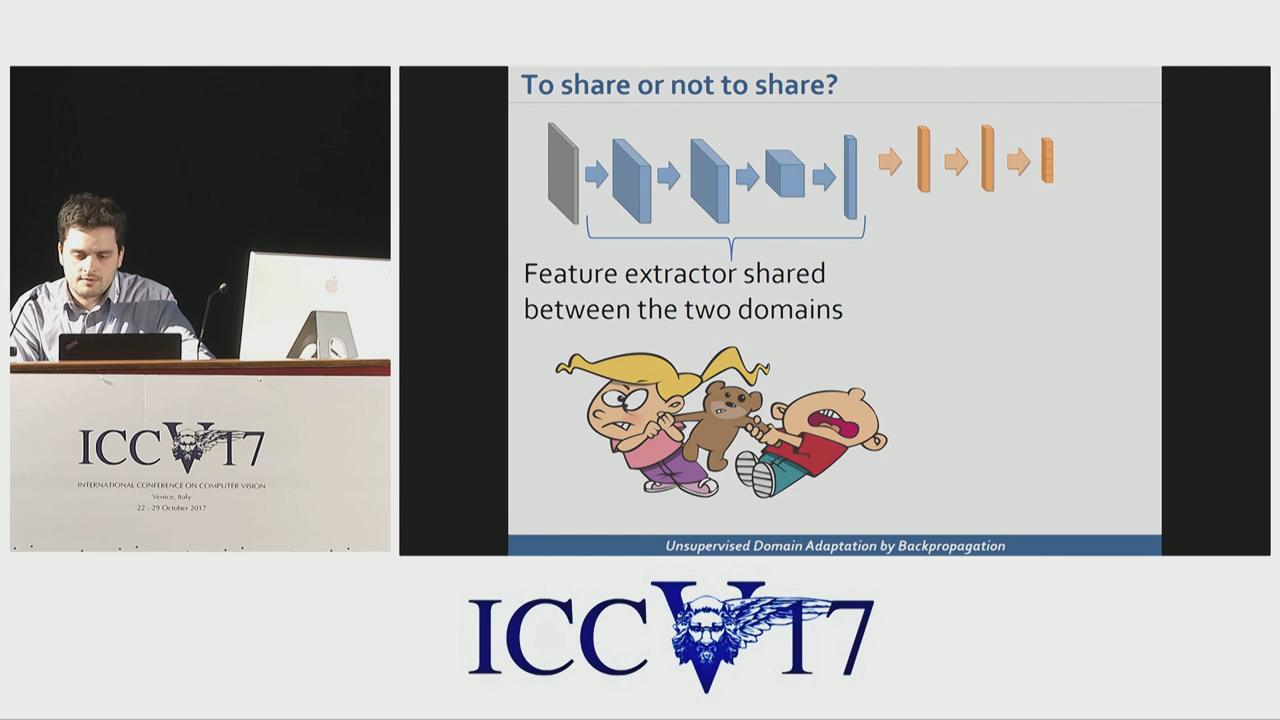 To share or not to share?
Feature extractor shared
between the two domains
Unsupervised Domain Adaptation by Backpropagation
ICCV17
INTERNATIONAL CONFERENCE ON COMPUTER VISION
Venice, Italy
22 - 29 October 2017
ICCV17